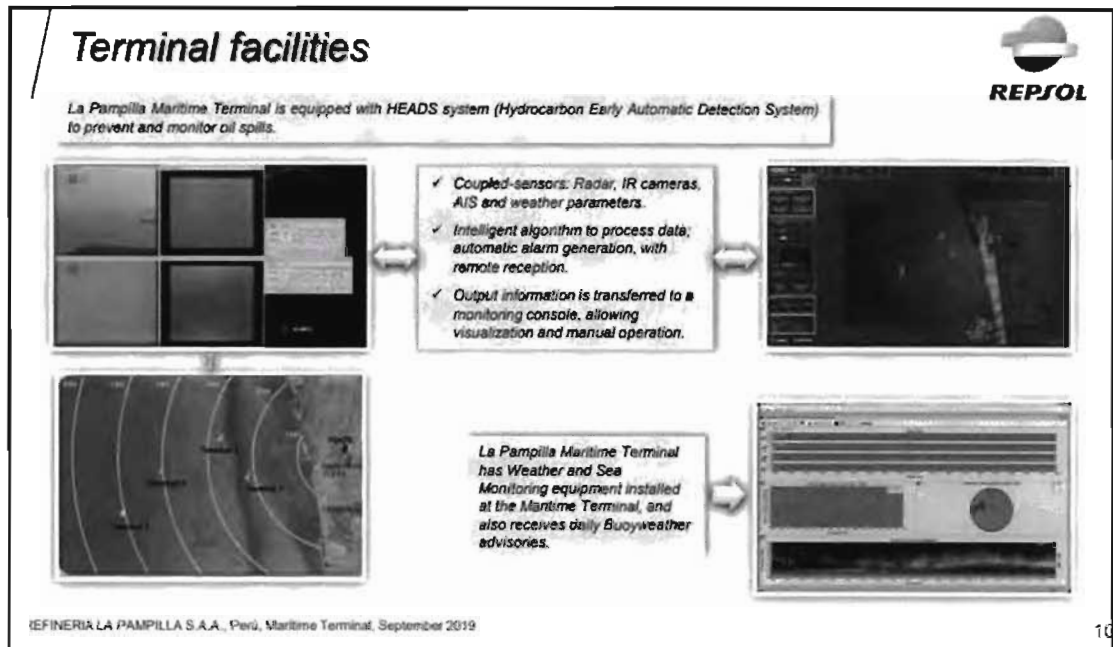 Terminal facilities
REPSOL
La Pampilla Maritime Terminal is equipped with HEADS system (Hydrocarbon Early Automatic Detection System)
to prevent and monitor oil spills.
✓ Coupled-sensors: Radar, IR cameras,
AIS and weather parameters.
✓ Intelligent algorithm to process data;
automatic alarm generation, with
remote reception.
✓ Output information is transferred to a
monitoring console, allowing
visualization and manual operation.
La Pampilla Maritime Terminal
has Weather and Sea
Monitoring equipment installed
at the Maritime Terminal, and
also receives daily Buoyweather
advisories.
REFINERIA LA PAMPILLA S.A.A., Perú, Maritime Terminal, September 2019
10